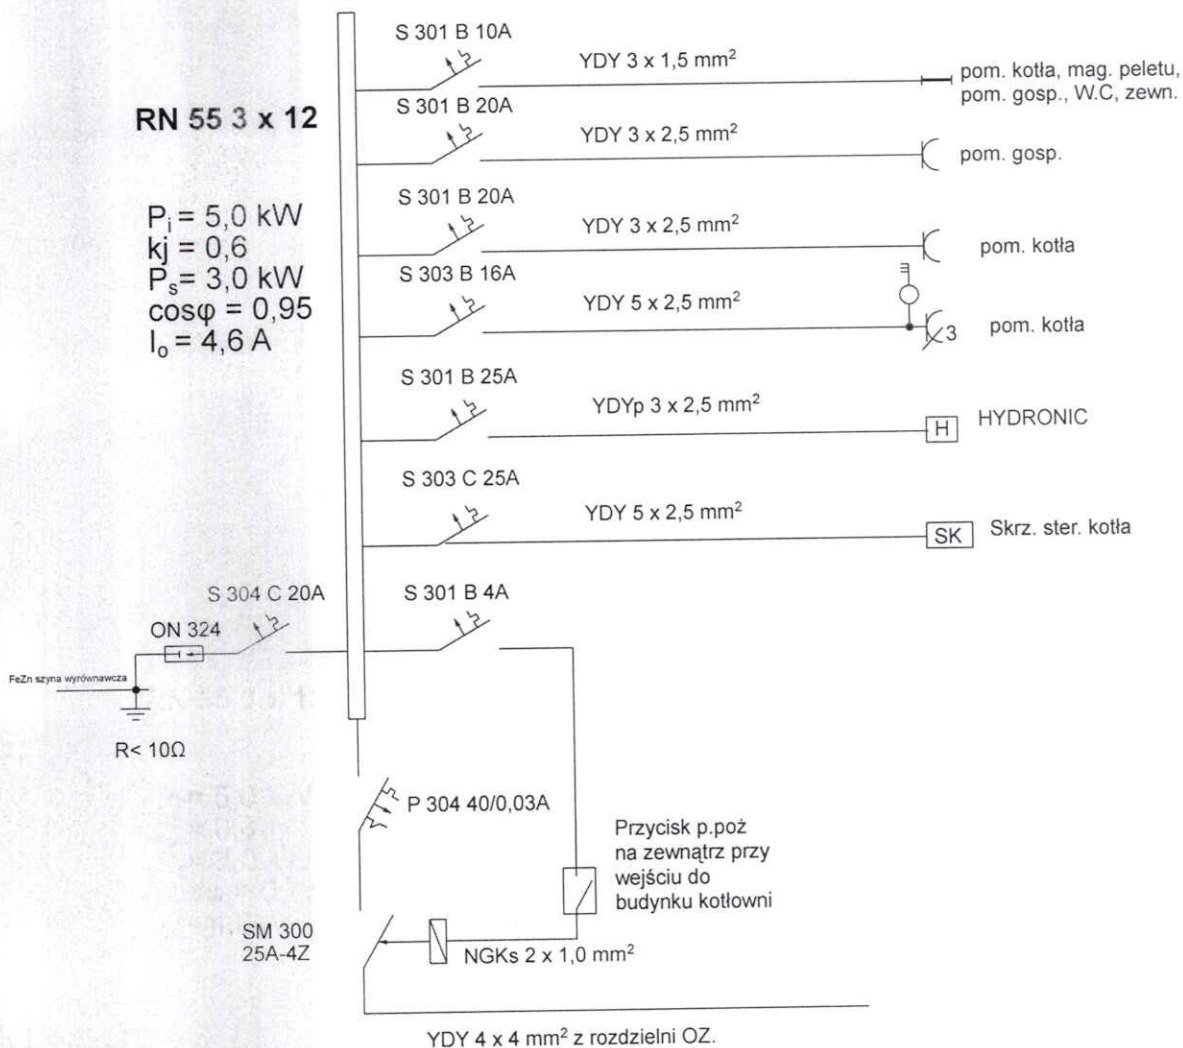 S 301 B 10A
YDY 3 x 1,5 mm²
pom. kotła, mag. peletu,
pom. gosp., W.C, zewn.
RN 55 3 x 12
S 301 B 20A
YDY 3 x 2,5 mm²
pom. gosp.
Pi = 5,0 kW
kj = 0,6
Ps= 3,0 kW
cosφ = 0,95
Io = 4,6 A
S 301 B 20A
YDY 3 x 2,5 mm²
pom. kotła
S 303 B 16A
YDY 5 x 2,5 mm²
3
pom. kotła
S 301 B 25A
YDYp 3 x 2,5 mm²
H
HYDRONIC
S 303 C 25A
YDY 5 x 2,5 mm²
SK
Skrz. ster. kotła
S 304 C 20A
S 301 B 4A
ON 324
FeZn szyna wyrównawcza
R< 10Ω
P 304 40/0,03A
Przycisk p.poż
na zewnątrz przy
wejściu do
budynku kotłowni
SM 300
25A-4Z
NGKs 2 x 1,0 mm²
YDY 4 x 4 mm² z rozdzielni OZ.